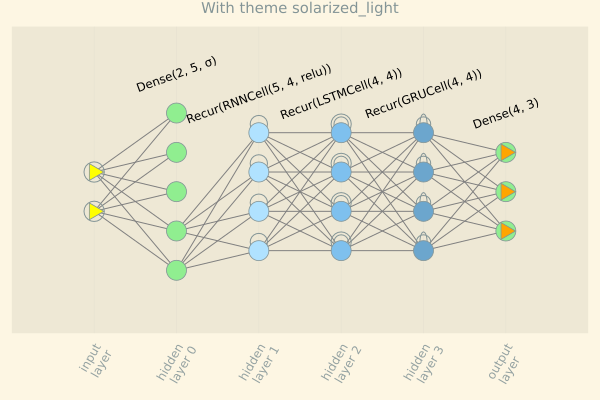 With theme solarized_light
Dense(2, 5, σ)
Recur(RNNCell(5, 4, relu))
Recur(LSTMCell(4, 4))
Recur(GRUCell(4, 4))
Dense(4, 3)
input
layer
hidden
layer 0
hidden
layer 1
hidden
layer 2
hidden
layer 3
output
layer